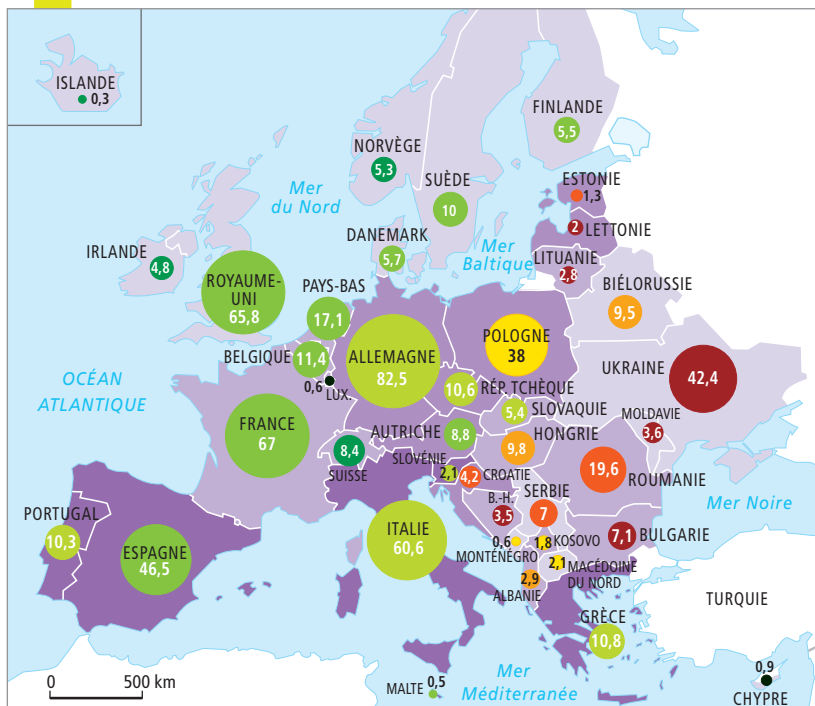 ISLANDE
0,3
FINLANDE
5,5
NORVÈGE
5,3
SUÈDE
10
Mer
du Nord
ESTONIE
1,3
2 LETTONIE
DANEMARK
5,7
Mer
Baltique
LITUANIE
2,8
IRLANDE
4,8
ROYAUME-
UNI
65,8
PAYS-BAS
17,1
BIÉLORUSSIE
9,5
BELGIQUE
11,4
ALLEMAGNE
82,5
POLOGNE
38
UKRAINE
42,4
OCÉAN
ATLANTIQUE
0,6
LUX.
10,6
RÉP. TCHÈQUE
5,4
SLOVAQUIE
MOLDAVIE
3,6
FRANCE
67
AUTRICHE
8,8
HONGRIE
9,8
8,4
SUISSE
SLOVÉNIE
2,1
4,2
CROATIE
19,6
ROUMANIE
B.-H.
3,5
SERBIE
7
Mer Noire
PORTUGAL
10,3
ESPAGNE
46,5
ITALIE
60,6
0,6
MONTÉNÉGRO
1,8
KOSOVO
7,1
BULGARIE
2,1
MACÉDOINE
DU NORD
2,9
ALBANIE
TURQUIE
GRÈCE
10,8
0 500 km
MALTE
0,5
Mer
Méditerranée
0,9
CHYPRE